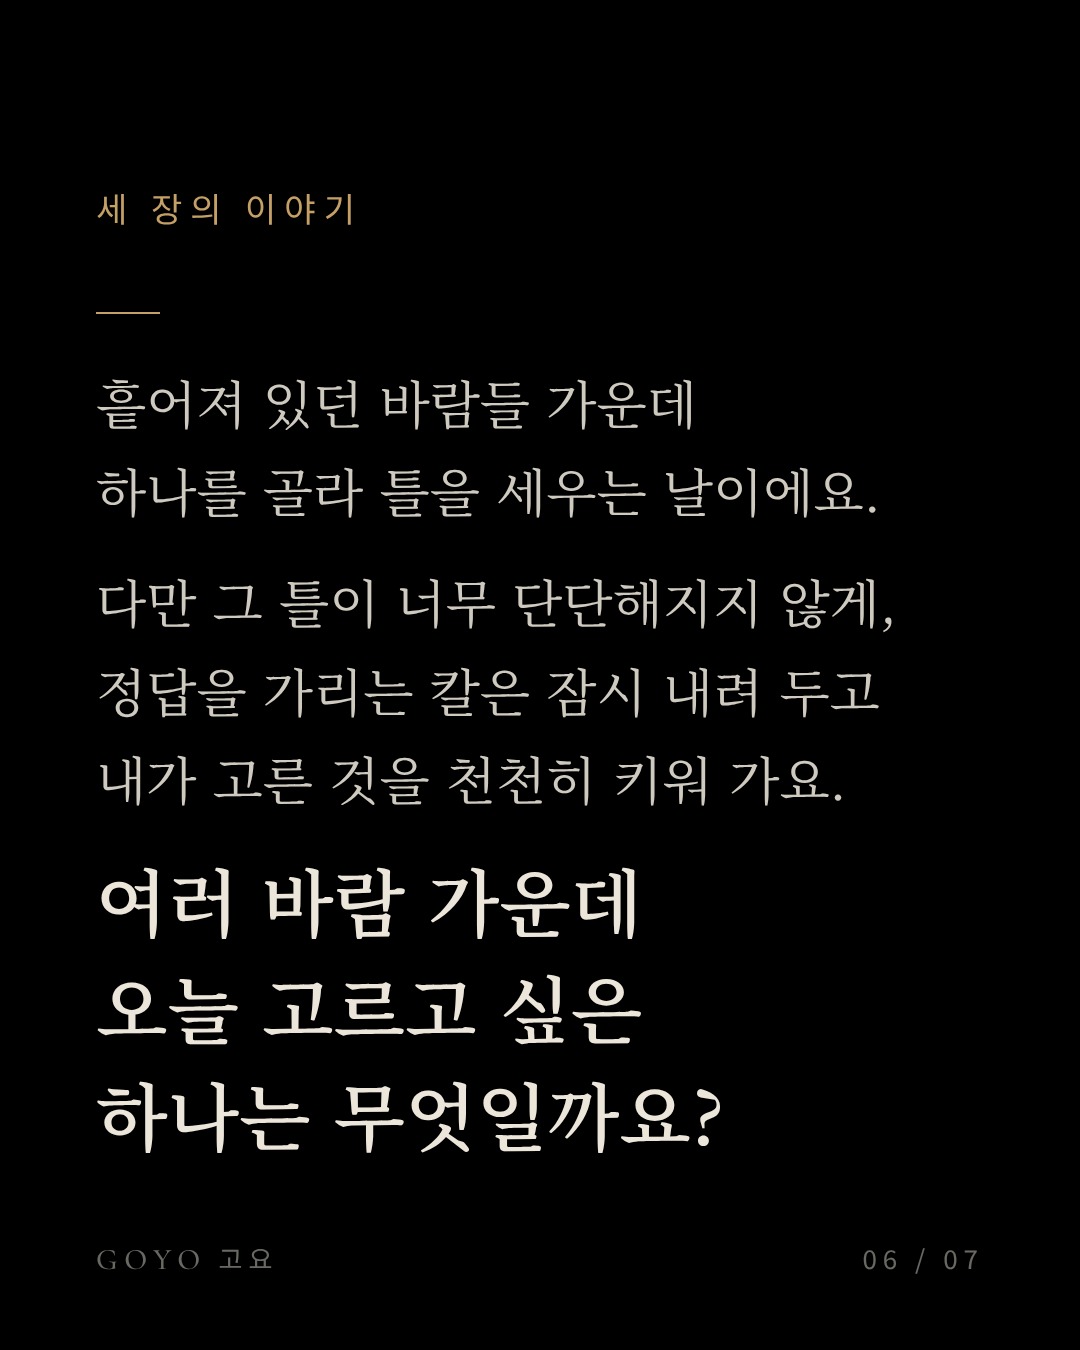 세 장의 이야기
흩어져 있던 바람들 가운데
하나를 골라 틀을 세우는 날이에요.
다만 그 틀이 너무 단단해지지 않게,
정답을 가리는 칼은 잠시 내려 두고
내가 고른 것을 천천히 키워 가요.
여러 바람 가운데
오늘 고르고 싶은
하나는 무엇일까요?
GOYO 고요
06 / 07